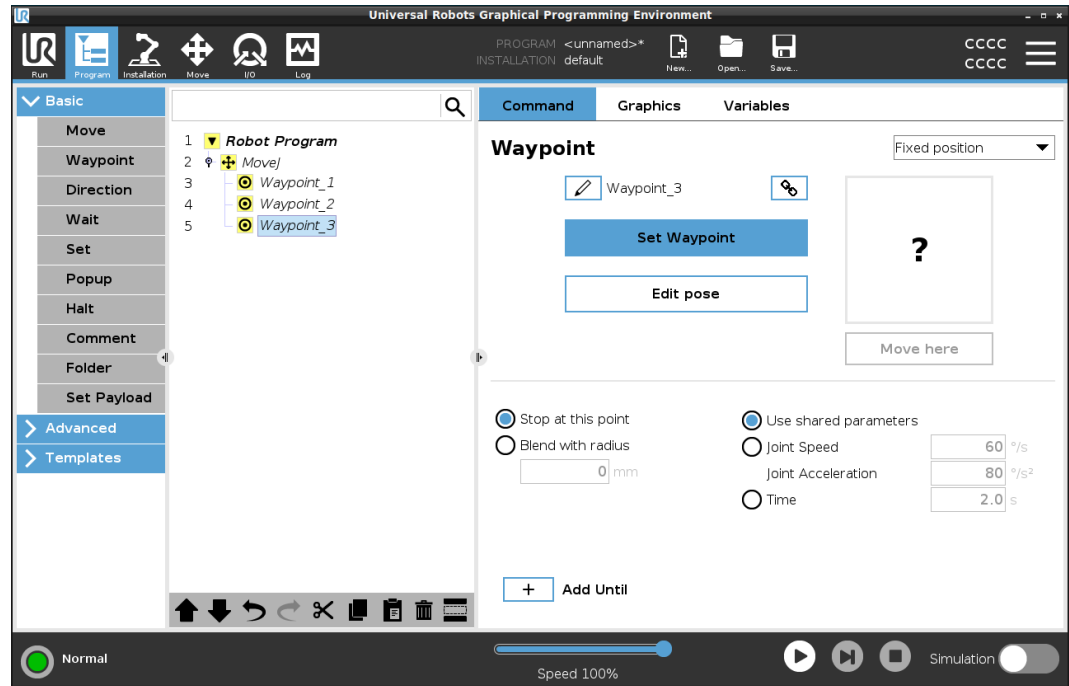 UR
Universal Robots Graphical Programming Environment
UR
Run
Program
Installation
Move
I/O
Log
PROGRAM <unnamed>*
INSTALLATION default
New...
Open...
Save...
CCCC
CCCC
Basic
Move
Waypoint
Direction
Wait
Set
Popup
Halt
Comment
Folder
Set Payload
Advanced
Templates
1 Robot Program
2 MoveJ
3 Waypoint_1
4 Waypoint_2
5 Waypoint_3
Command Graphics Variables
Waypoint
Fixed position
Waypoint_3
Set Waypoint
Edit pose
?
Move here
Stop at this point
Blend with radius
0 mm
Use shared parameters
Joint Speed 60 °/s
Joint Acceleration 80 °/s²
Time 2.0 s
+ Add Until
Normal
Speed 100%
Simulation